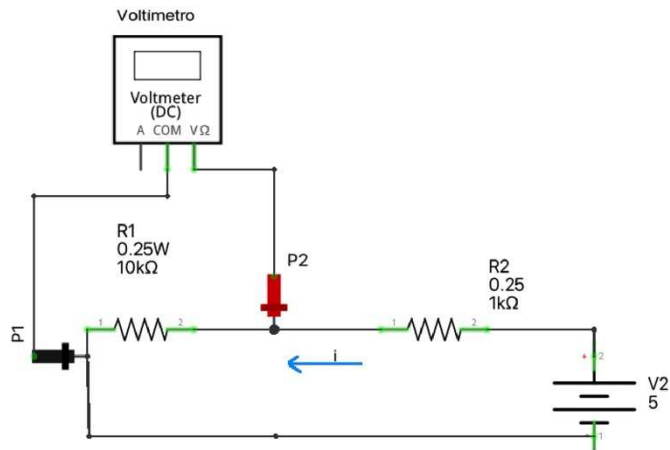 Voltimetro
Voltmeter
(DC)
A COM VΩ
R1
0.25W
10kΩ
P2
R2
0.25
1kΩ
P1
1 2
1 2
i
+ 2
V2
5
1